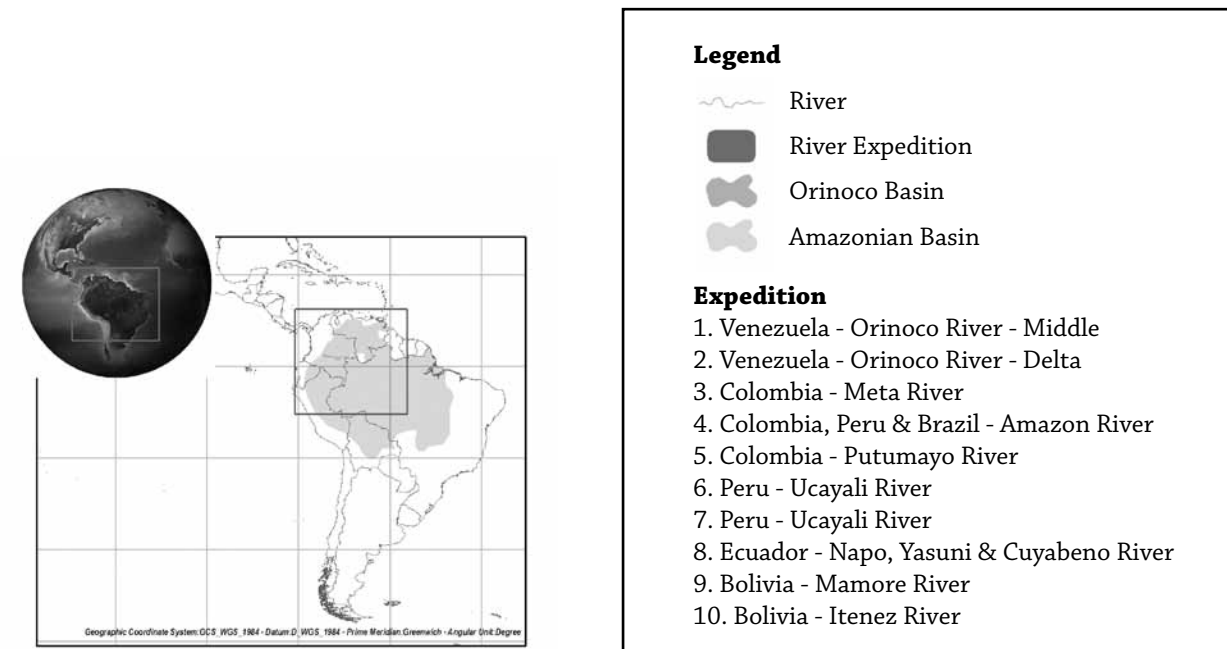 Legend
River
River Expedition
Orinoco Basin
Amazonian Basin
Expedition
1. Venezuela - Orinoco River - Middle
2. Venezuela - Orinoco River - Delta
3. Colombia - Meta River
4. Colombia, Peru & Brazil - Amazon River
5. Colombia - Putumayo River
6. Peru - Ucayali River
7. Peru - Ucayali River
8. Ecuador - Napo, Yasuni & Cuyabeno River
9. Bolivia - Mamore River
10. Bolivia - Itenez River
Geographic Coordinate System:GCS_WGS_1984 - Datum:D_WGS_1984 - Prime Meridian:Greenwich - Angular Unit:Degree